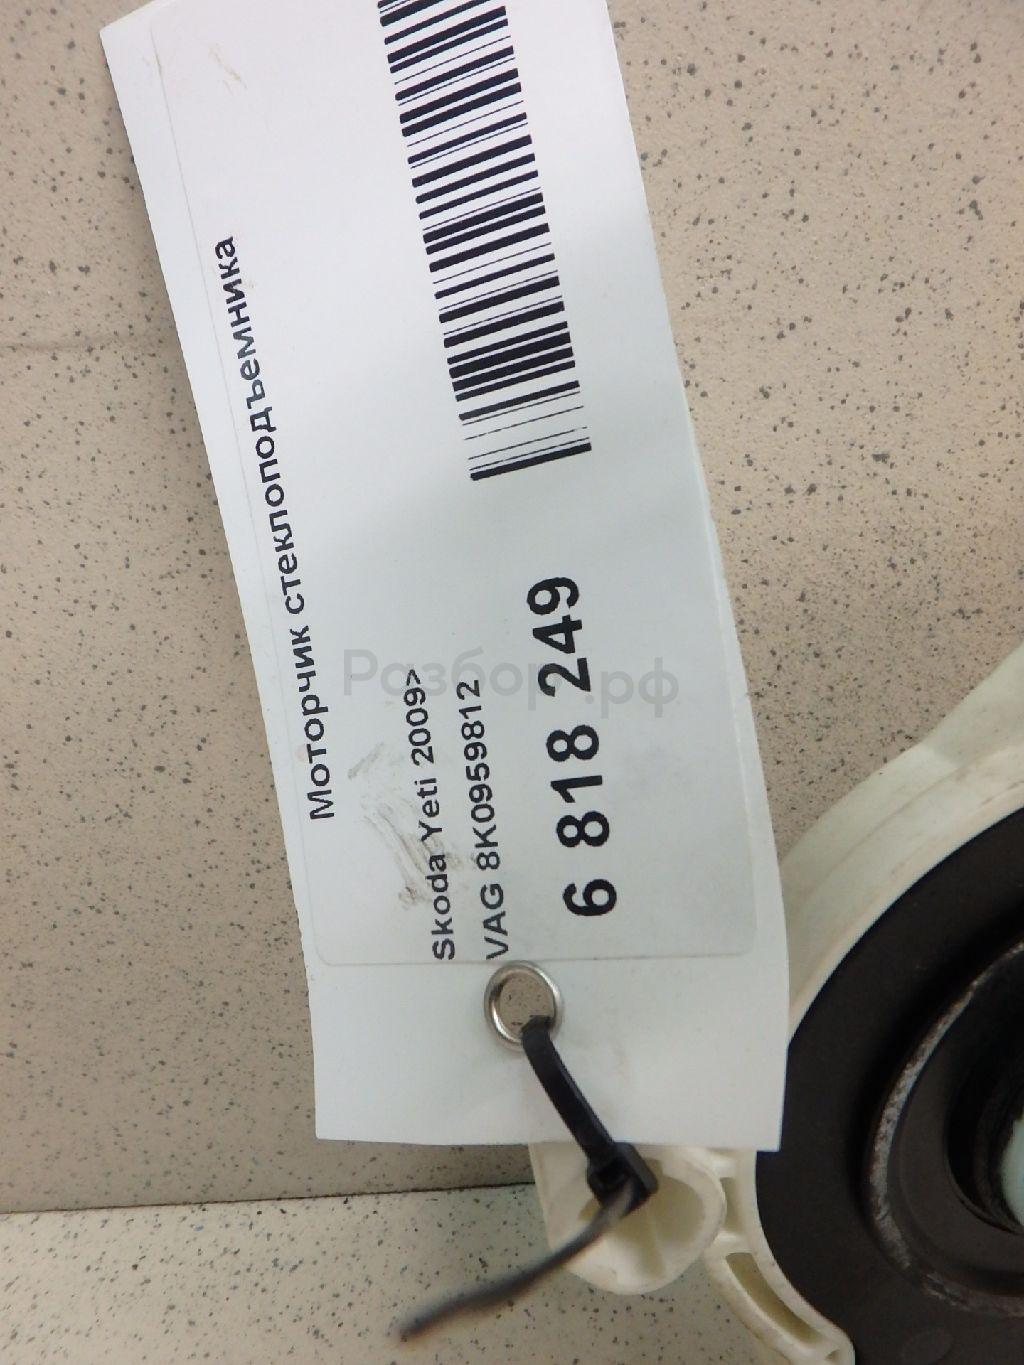 Моторчик стеклоподъемника
Skoda Yeti 2009>
VAG 8K0959812
6 818 249
Разбор.рф